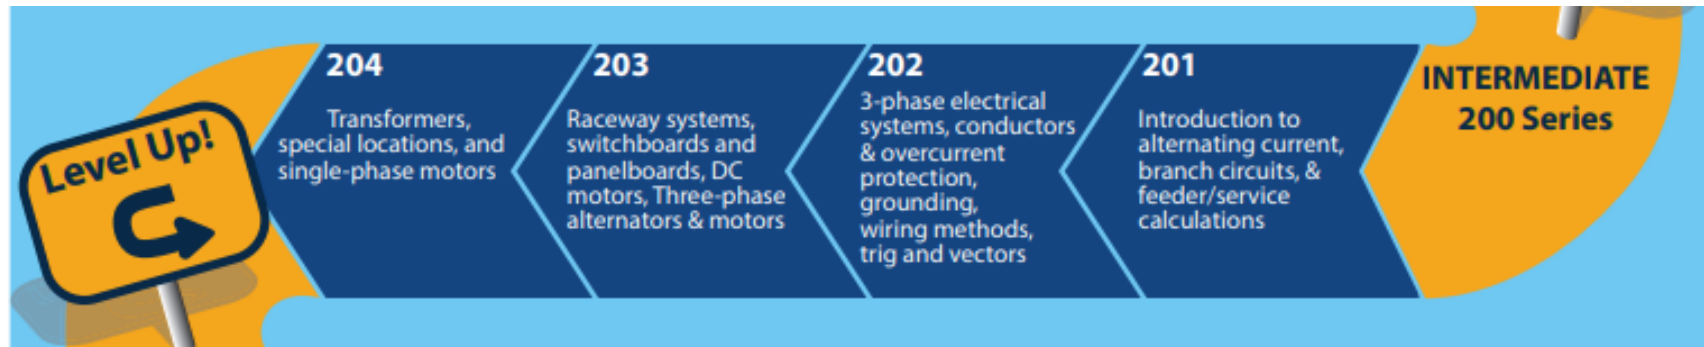 INTERMEDIATE
200 Series
201
Introduction to
alternating current,
branch circuits, &
feeder/service
calculations
202
3-phase electrical
systems, conductors
& overcurrent
protection,
grounding,
wiring methods,
trig and vectors
203
Raceway systems,
switchboards and
panelboards, DC
motors, Three-phase
alternators & motors
204
Transformers,
special locations, and
single-phase motors
Level Up!